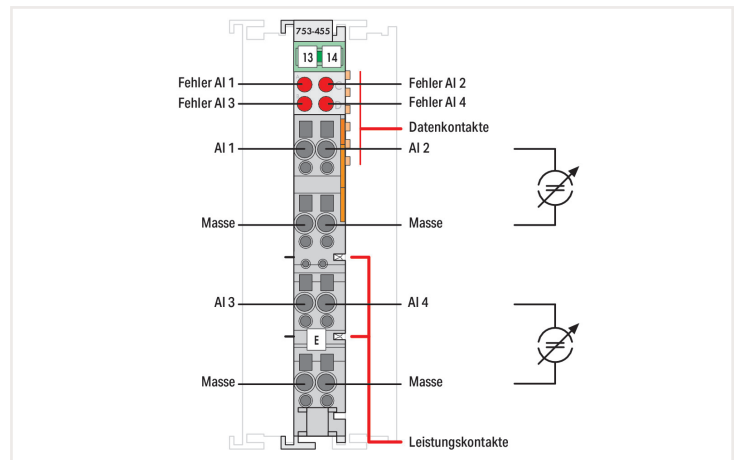 753-455
13 14
Fehler AI 1
Fehler AI 2
Fehler AI 3
Fehler AI 4
Datenkontakte
AI 1
AI 2
Masse
Masse
AI 3
AI 4
E
Masse
Masse
Leistungskontakte